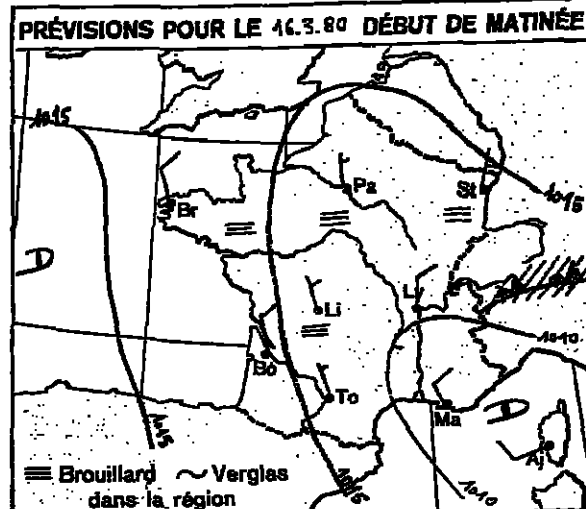 PRÉVISIONS POUR LE 16.3.80 DÉBUT DE MATINÉE
1015
1015
Br
Pa
St
D
Li
Ly
1010
Bo
To
Ma
D
Aj
1015
1015
1010
Brouillard Verglas
dans la région